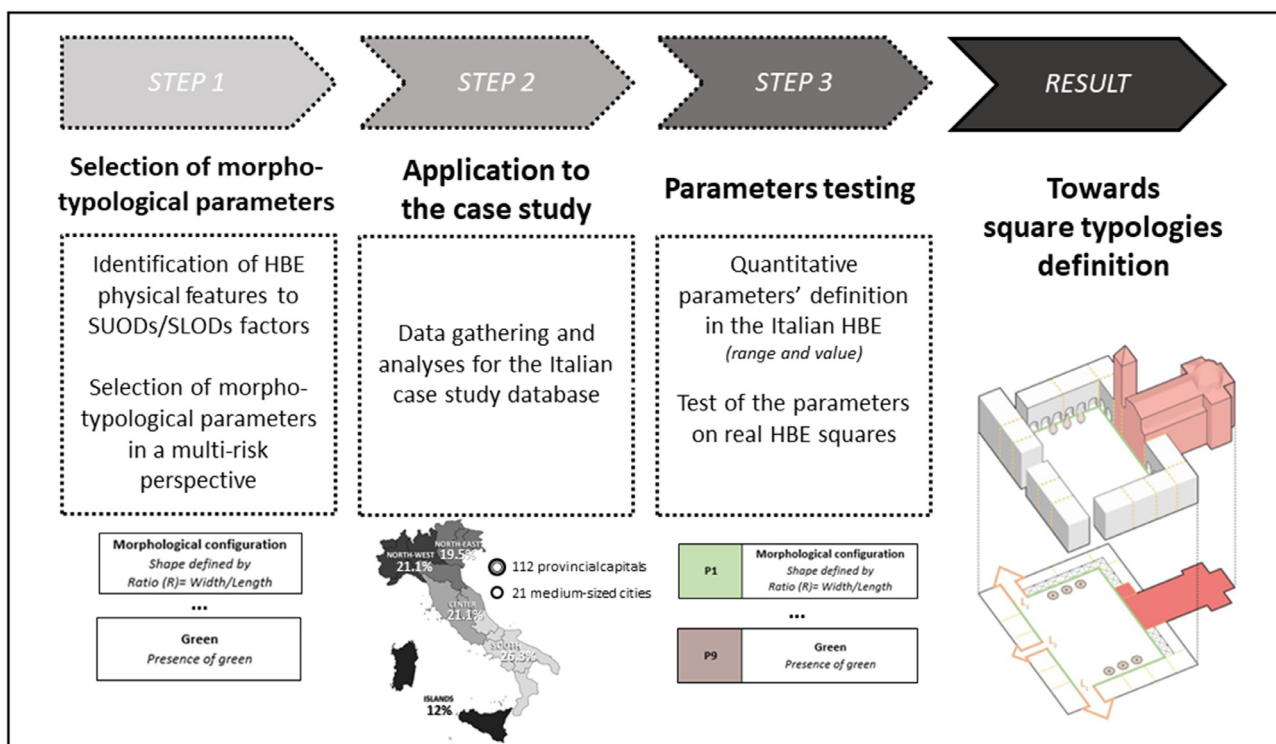 STEP 1
STEP 2
STEP 3
RESULT
Selection of morpho-
typological parameters
Identification of HBE
physical features to
SUODs/SLODs factors
Selection of morpho-
typological parameters
in a multi-risk
perspective
Morphological configuration
Shape defined by
Ratio (R)= Width/Length
...
Green
Presence of green
Application to
the case study
Data gathering and
analyses for the Italian
case study database
NORTH-WEST
21.1%
NORTH-EAST
19.5%
CENTER
21.1%
SOUTH
26.3%
ISLANDS
12%
112 provincial capitals
21 medium-sized cities
Parameters testing
Quantitative
parameters' definition
in the Italian HBE
(range and value)
Test of the parameters
on real HBE squares
P1
Morphological configuration
Shape defined by
Ratio (R)= Width/Length
...
P9
Green
Presence of green
Towards
square typologies
definition